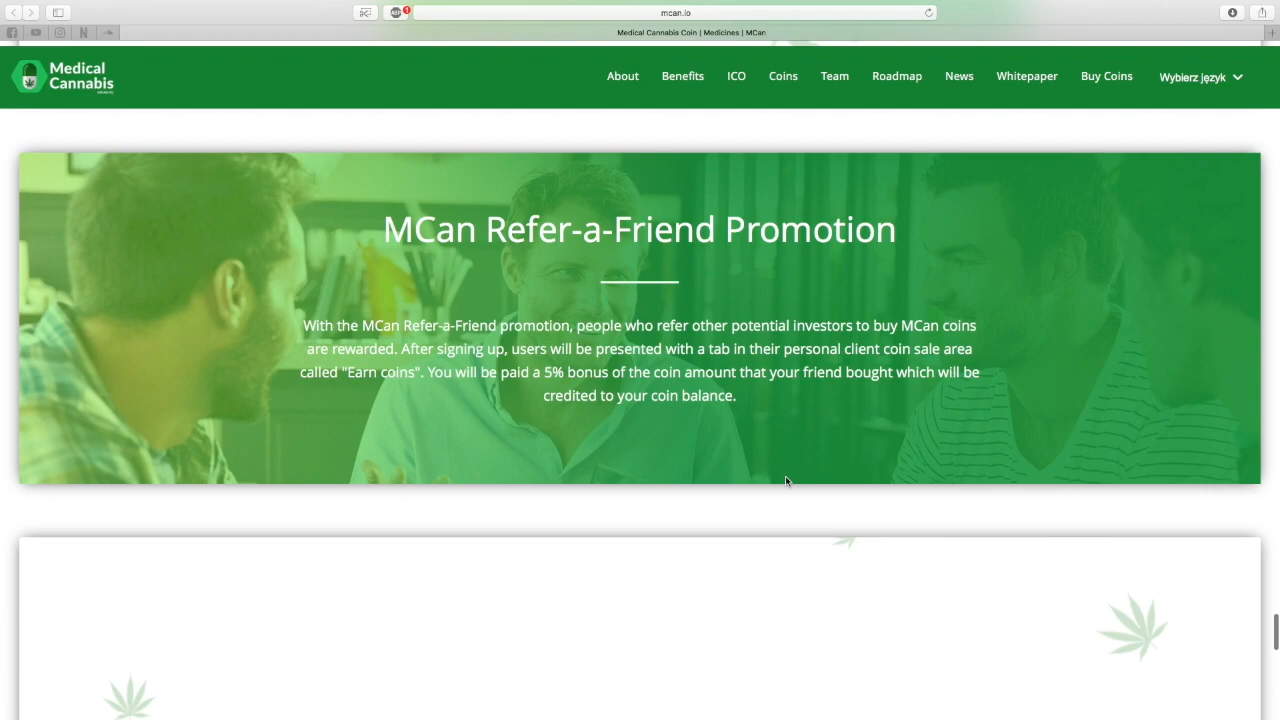 mcan.io
Medical Cannabis Coin | Medicines | MCan
Medical
Cannabis
About
Benefits
ICO
Coins
Team
Roadmap
News
Whitepaper
Buy Coins
Wybierz język
MCan Refer-a-Friend Promotion
With the MCan Refer-a-Friend promotion, people who refer other potential investors to buy MCan coins
are rewarded. After signing up, users will be presented with a tab in their personal client coin sale area
called "Earn coins". You will be paid a 5% bonus of the coin amount that your friend bought which will be
credited to your coin balance.